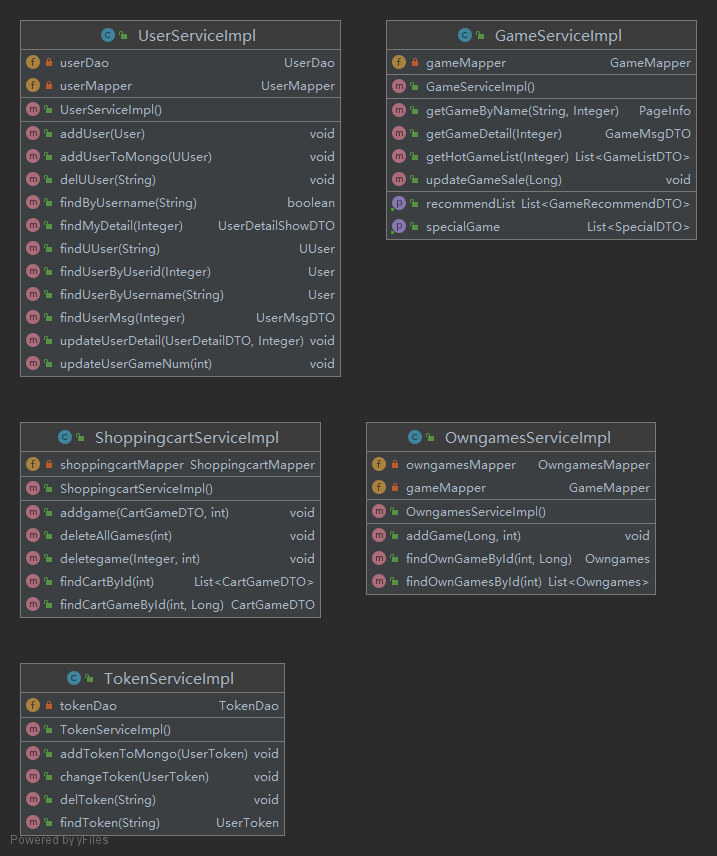 UserServiceImpl
userDao UserDao
userMapper UserMapper
UserServiceImpl()
addUser(User) void
addUserToMongo(UUser) void
delUUser(String) void
findByUsername(String) boolean
findMyDetail(Integer) UserDetailShowDTO
findUUser(String) UUser
findUserByUserid(Integer) User
findUserByUsername(String) User
findUserMsg(Integer) UserMsgDTO
updateUserDetail(UserDetailDTO, Integer) void
updateUserGameNum(int) void
GameServiceImpl
gameMapper GameMapper
GameServiceImpl()
getGameByName(String, Integer) PageInfo
getGameDetail(Integer) GameMsgDTO
getHotGameList(Integer) List<GameListDTO>
updateGameSale(Long) void
recommendList List<GameRecommendDTO>
specialGame List<SpecialDTO>
ShoppingcartServiceImpl
shoppingcartMapper ShoppingcartMapper
ShoppingcartServiceImpl()
addgame(CartGameDTO, int) void
deleteAllGames(int) void
deletegame(Integer, int) void
findCartById(int) List<CartGameDTO>
findCartGameById(int, Long) CartGameDTO
OwngamesServiceImpl
owngamesMapper OwngamesMapper
gameMapper GameMapper
OwngamesServiceImpl()
addGame(Long, int) void
findOwnGameById(int, Long) Owngames
findOwnGamesById(int) List<Owngames>
TokenServiceImpl
tokenDao TokenDao
TokenServiceImpl()
addTokenToMongo(UserToken) void
changeToken(UserToken) void
delToken(String) void
findToken(String) UserToken
Powered by yFiles